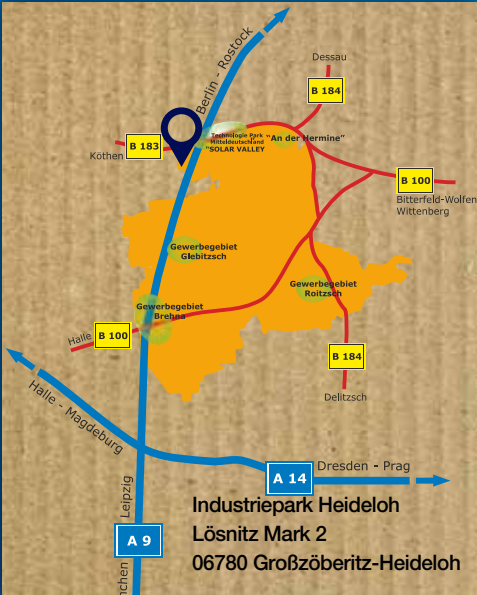 Berlin - Rostock
Dessau
B 184
B 183
Köthen
Technologie Park
Mitteldeutschland
"SOLAR VALLEY
"An der Hermine"
B 100
Bitterfeld-Wolfen
Wittenberg
Gewerbegebiet
Glebitzsch
Gewerbegebiet
Roitzsch
Gewerbegebiet
Brehna
Halle
B 100
B 184
Delitzsch
Halle - Magdeburg
Dresden - Prag
A 14
Leipzig
A 9
Industriepark Heideloh
Lösnitz Mark 2
06780 Großzöberitz-Heideloh